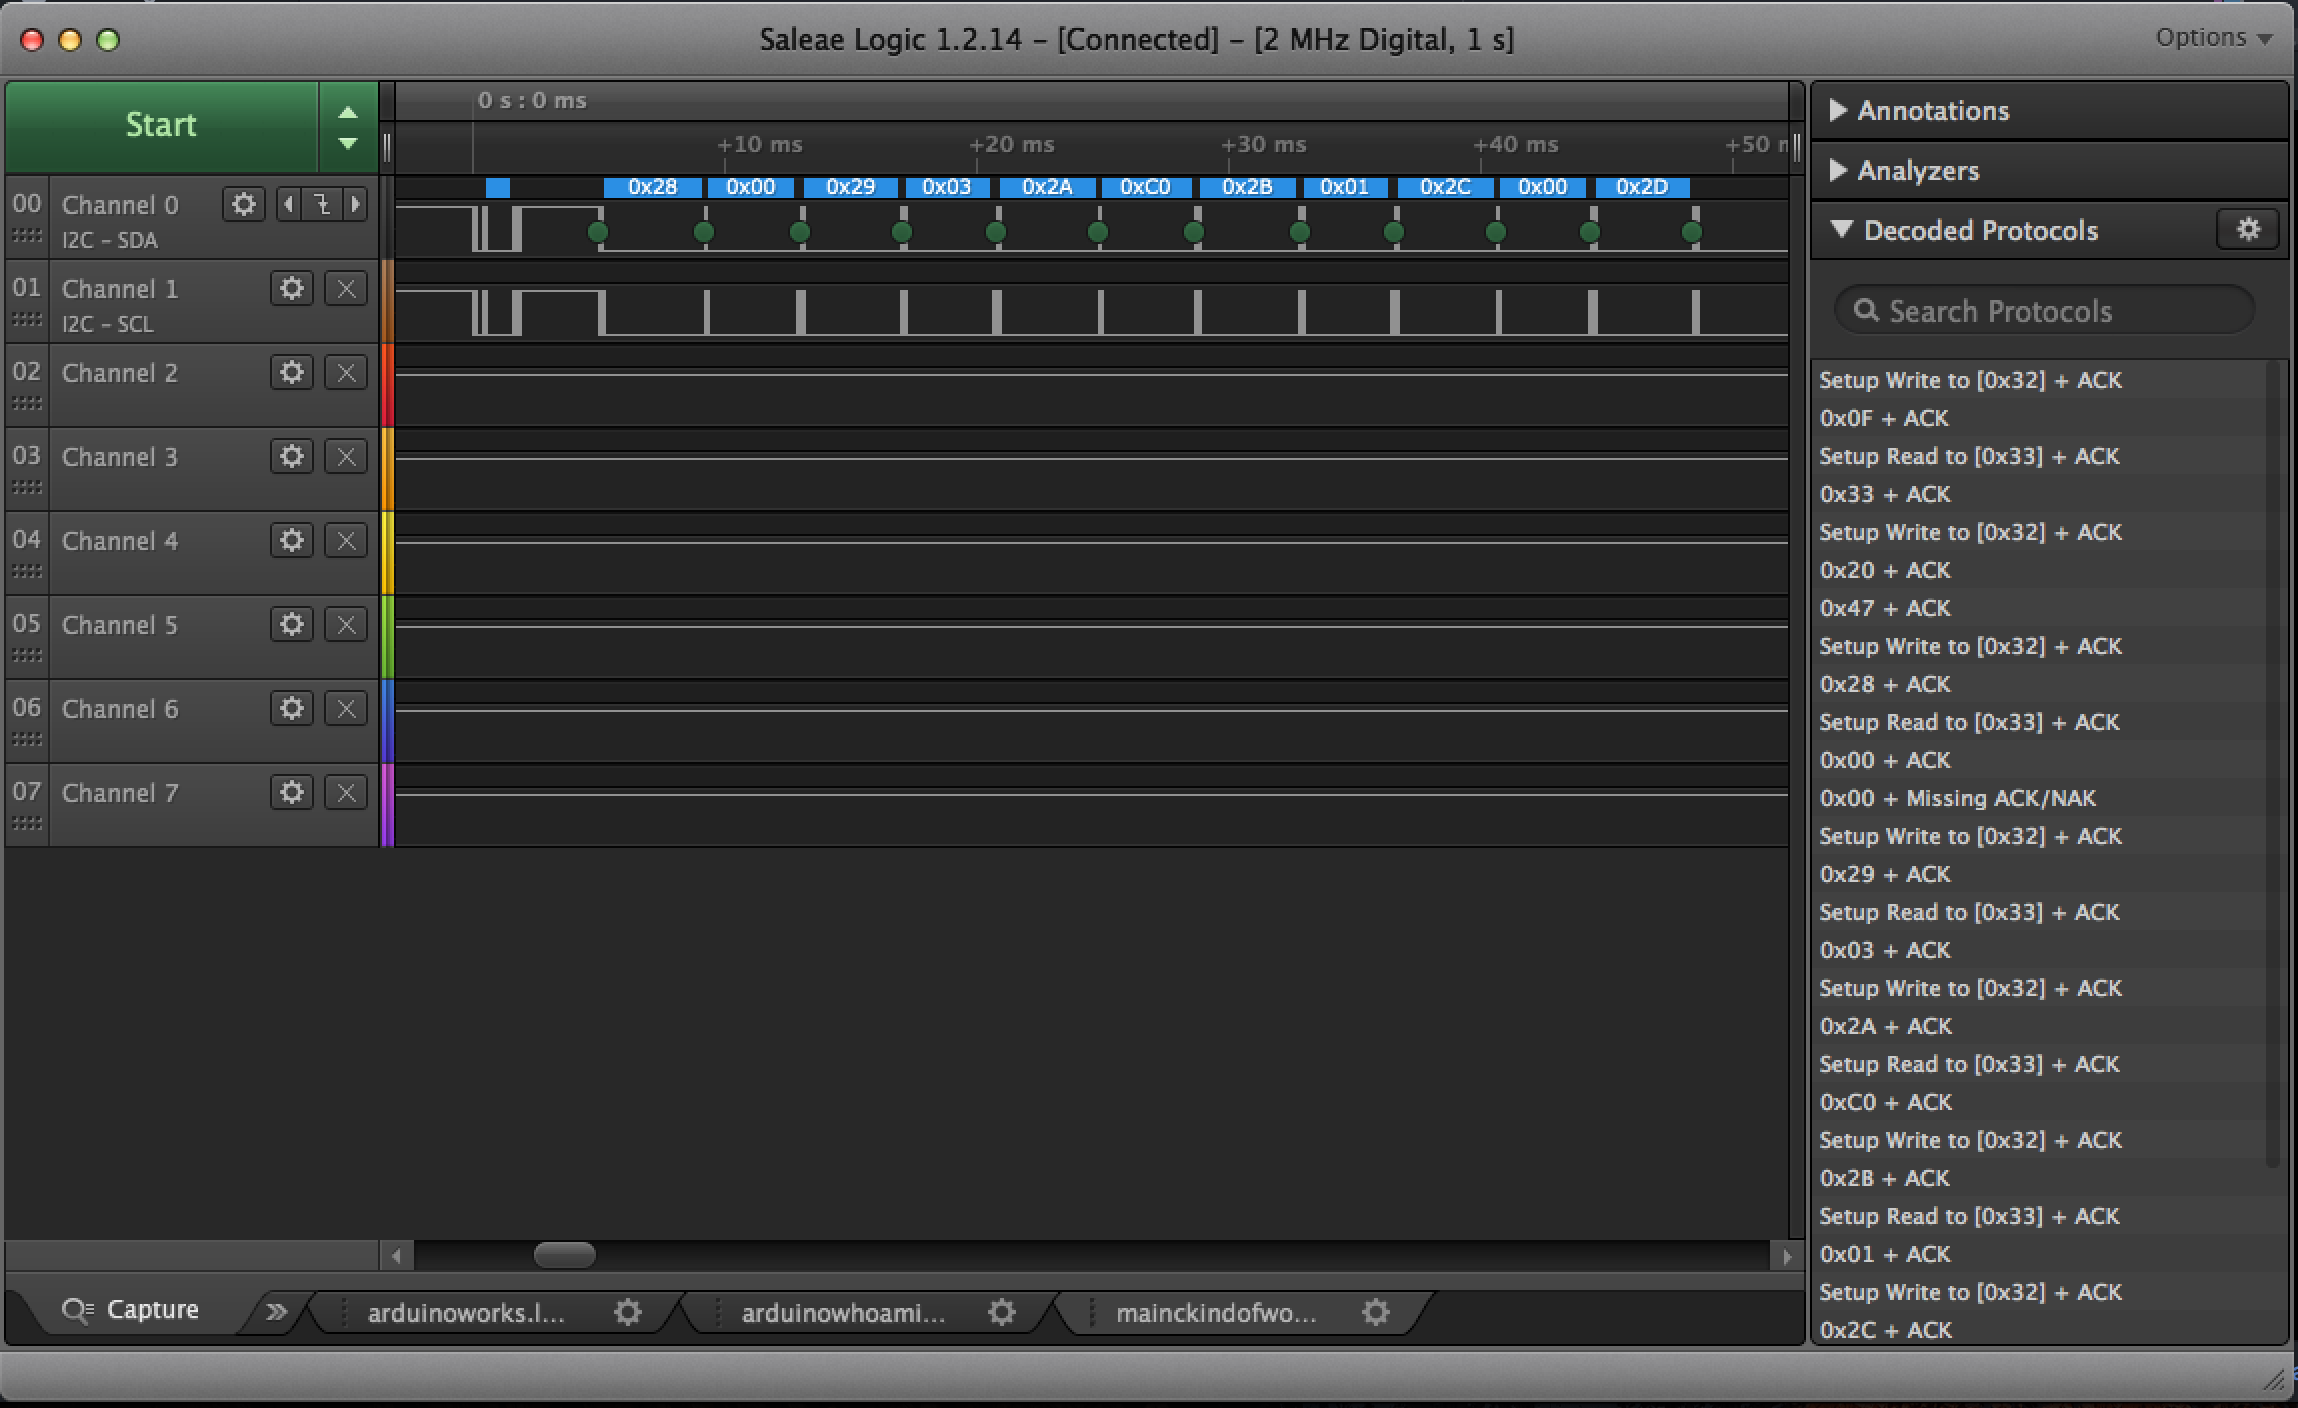 Saleae Logic 1.2.14 – [Connected] – [2 MHz Digital, 1 s]
Options
Start
0 s : 0 ms
+10 ms
+20 ms
+30 ms
+40 ms
+50 m
00
Channel 0
I2C – SDA
0x28
0x00
0x29
0x03
0x2A
0xC0
0x2B
0x01
0x2C
0x00
0x2D
01
Channel 1
I2C – SCL
02
Channel 2
03
Channel 3
04
Channel 4
05
Channel 5
06
Channel 6
07
Channel 7
Annotations
Analyzers
Decoded Protocols
Search Protocols
Setup Write to [0x32] + ACK
0x0F + ACK
Setup Read to [0x33] + ACK
0x33 + ACK
Setup Write to [0x32] + ACK
0x20 + ACK
0x47 + ACK
Setup Write to [0x32] + ACK
0x28 + ACK
Setup Read to [0x33] + ACK
0x00 + ACK
0x00 + Missing ACK/NAK
Setup Write to [0x32] + ACK
0x29 + ACK
Setup Read to [0x33] + ACK
0x03 + ACK
Setup Write to [0x32] + ACK
0x2A + ACK
Setup Read to [0x33] + ACK
0xC0 + ACK
Setup Write to [0x32] + ACK
0x2B + ACK
Setup Read to [0x33] + ACK
0x01 + ACK
Setup Write to [0x32] + ACK
0x2C + ACK
Capture
arduinoworks.l...
arduinowhoami...
mainckindofwo...